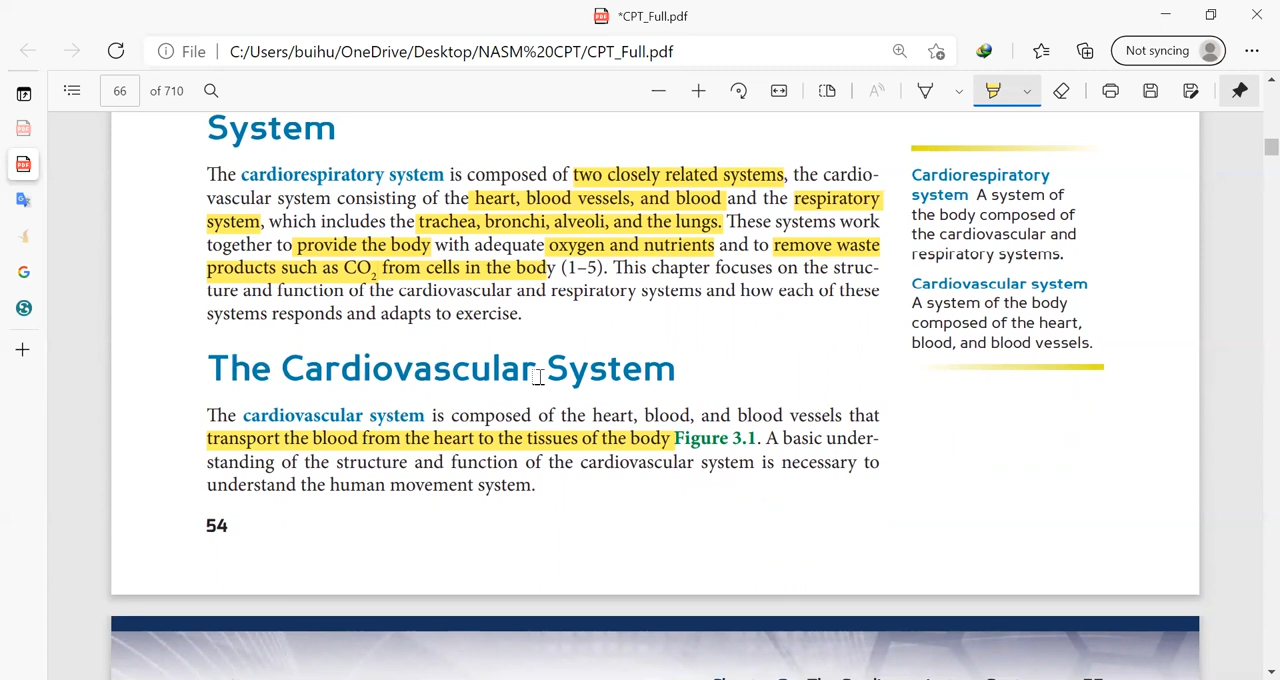 *CPT_Full.pdf
File | C:/Users/buihu/OneDrive/Desktop/NASM%20CPT/CPT_Full.pdf
Not syncing
66 of 710
System
The cardiorespiratory system is composed of two closely related systems, the cardio-
vascular system consisting of the heart, blood vessels, and blood and the respiratory
system, which includes the trachea, bronchi, alveoli, and the lungs. These systems work
together to provide the body with adequate oxygen and nutrients and to remove waste
products such as CO2 from cells in the body (1–5). This chapter focuses on the struc-
ture and function of the cardiovascular and respiratory systems and how each of these
systems responds and adapts to exercise.
Cardiorespiratory
system A system of
the body composed of
the cardiovascular and
respiratory systems.
Cardiovascular system
A system of the body
composed of the heart,
blood, and blood vessels.
The Cardiovascular System
The cardiovascular system is composed of the heart, blood, and blood vessels that
transport the blood from the heart to the tissues of the body Figure 3.1. A basic under-
standing of the structure and function of the cardiovascular system is necessary to
understand the human movement system.
54